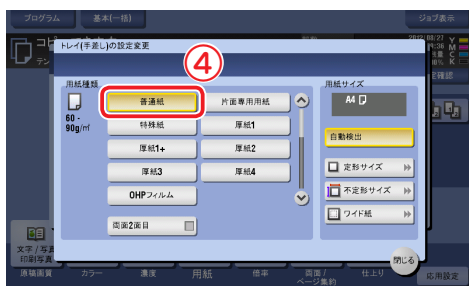 プログラム
基本(一括)
ジョブ表示
トレイ(手差し)の設定変更
④
用紙種類
用紙サイズ
60 -
90g/㎡
普通紙
片面専用用紙
A4
特殊紙
厚紙1
自動検出
厚紙1+
厚紙2
定形サイズ
厚紙3
厚紙4
不定形サイズ
OHPフィルム
ワイド紙
両面2面目
閉じる
文字/写真
印刷写真
原稿画質
カラー
濃度
用紙
倍率
両面/
ページ集約
仕上り
応用設定
Y
M
C
K